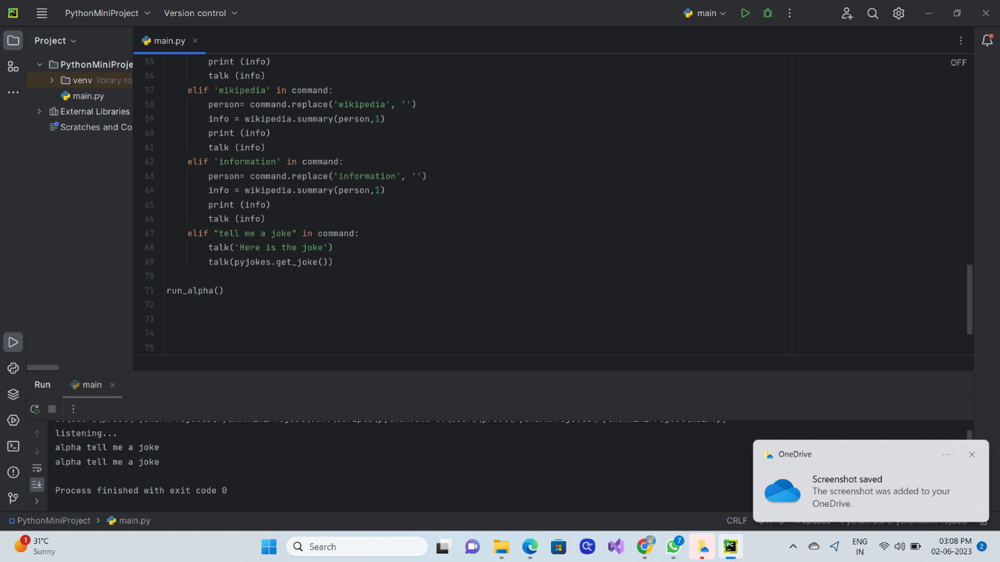 PythonMiniProject
Version control
main
Project
main.py
PythonMiniProje
venv library ro
main.py
External Libraries
Scratches and Co
OFF
55 print (info)
56 talk (info)
57 elif 'wikipedia' in command:
58 person= command.replace('wikipedia', '')
59 info = wikipedia.summary(person,1)
60 print (info)
61 talk (info)
62 elif 'information' in command:
63 person= command.replace('information', '')
64 info = wikipedia.summary(person,1)
65 print (info)
66 talk (info)
67 elif "tell me a joke" in command:
68 talk('Here is the joke')
69 talk(pyjokes.get_joke())
70
71 run_alpha()
72
73
74
75
Run main
listening...
alpha tell me a joke
alpha tell me a joke
Process finished with exit code 0
OneDrive
Screenshot saved
The screenshot was added to your
OneDrive.
PythonMiniProject main.py
CRLF
1
31°C
Sunny
Search
7
ENG
IN
03:08 PM
02-06-2023
2